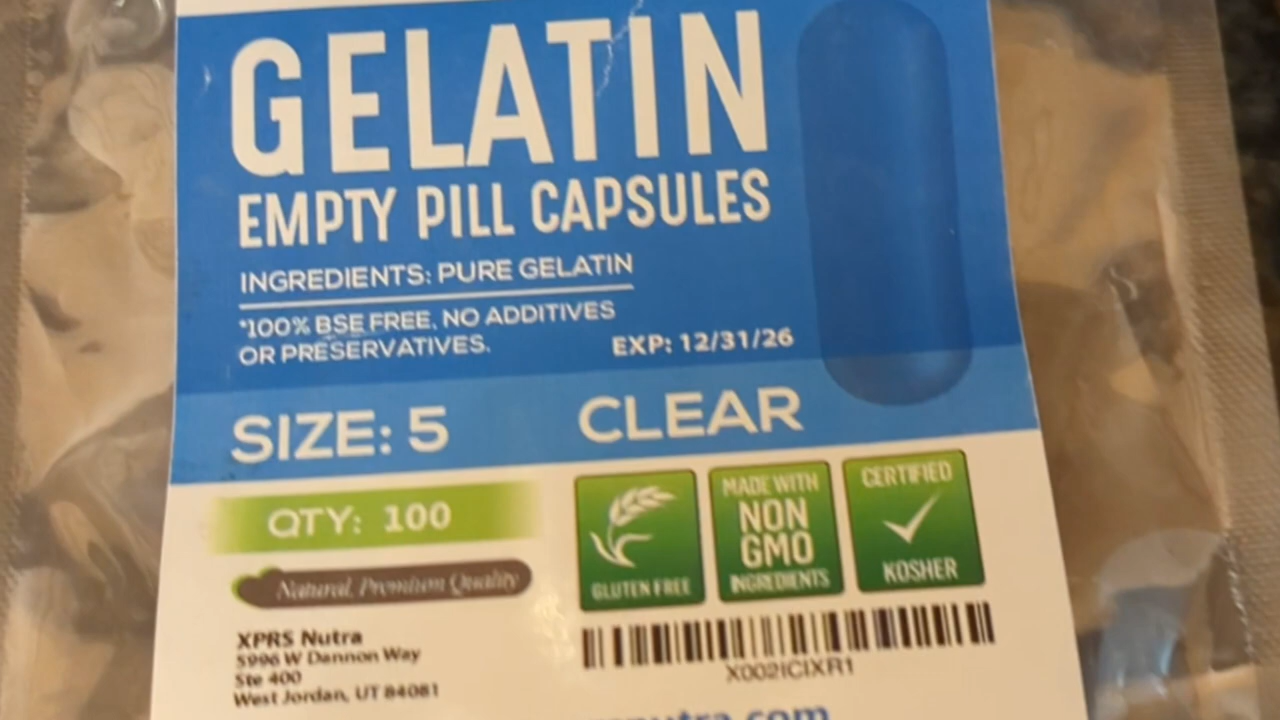 GELATIN
EMPTY PILL CAPSULES
INGREDIENTS: PURE GELATIN
*100% BSE FREE, NO ADDITIVES
OR PRESERVATIVES.
EXP: 12/31/26
SIZE: 5 CLEAR
QTY: 100
Natural, Premium Quality
GLUTEN FREE
MADE WITH
NON
GMO
INGREDIENTS
CERTIFIED
KOSHER
XPRS Nutra
5996 W Dannon Way
Ste 400
West Jordan, UT 84081
X002ICIXR1